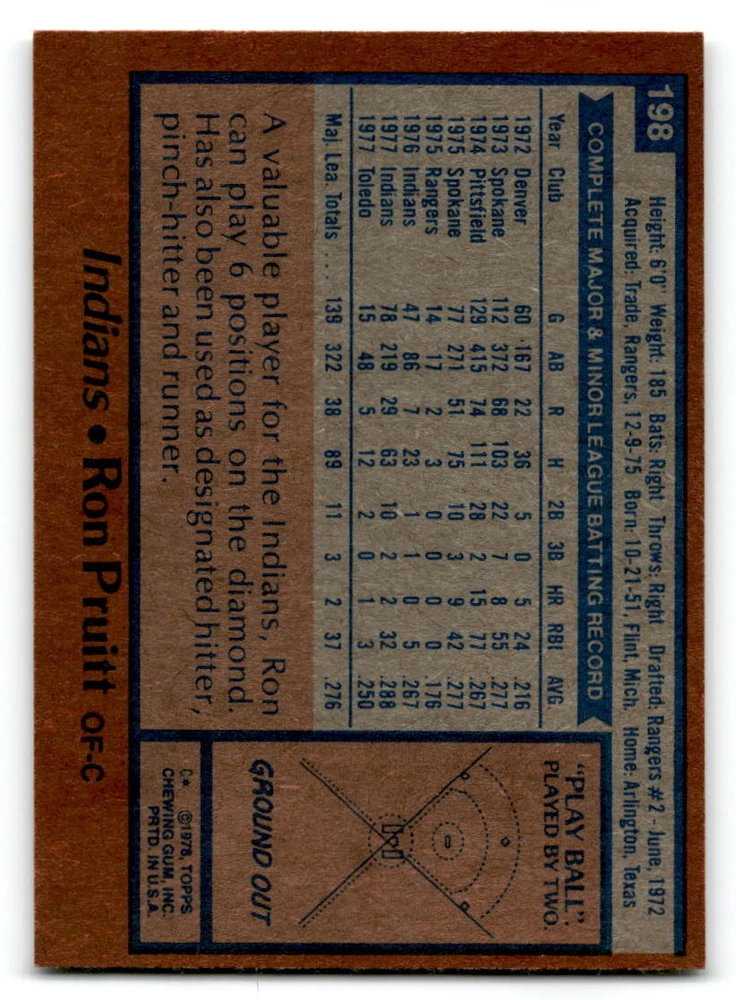 198
Height: 6'0" Weight: 185 Bats: Right Throws: Right Drafted: Rangers #2 - June, 1972
Acquired: Trade, Rangers, 12-9-75 Born: 10-21-51, Flint, Mich. Home: Arlington, Texas
COMPLETE MAJOR & MINOR LEAGUE BATTING RECORD
Year Club G AB R H 2B 3B HR RBI AVG
1972 Denver 60 167 22 36 5 0 5 24 .216
1973 Spokane 112 372 68 103 22 7 8 55 .277
1974 Pittsfield 129 415 74 111 28 2 15 77 .267
1975 Spokane 77 271 51 75 10 3 9 42 .277
1975 Rangers 14 17 2 3 0 0 0 0 .176
1976 Indians 47 86 7 23 1 1 0 5 .267
1977 Indians 78 219 29 63 10 2 2 32 .288
1977 Toledo 15 48 5 12 2 0 1 3 .250
Maj. Lea. Totals ... 139 322 38 89 11 3 2 37 .276
A valuable player for the Indians, Ron
can play 6 positions on the diamond.
Has also been used as designated hitter,
pinch-hitter and runner.
"PLAY BALL"
PLAYED BY TWO.
GROUND OUT
C* ©1978, TOPPS
CHEWING GUM, INC.
PRTD. IN U.S.A.
Indians • Ron Pruitt OF-C